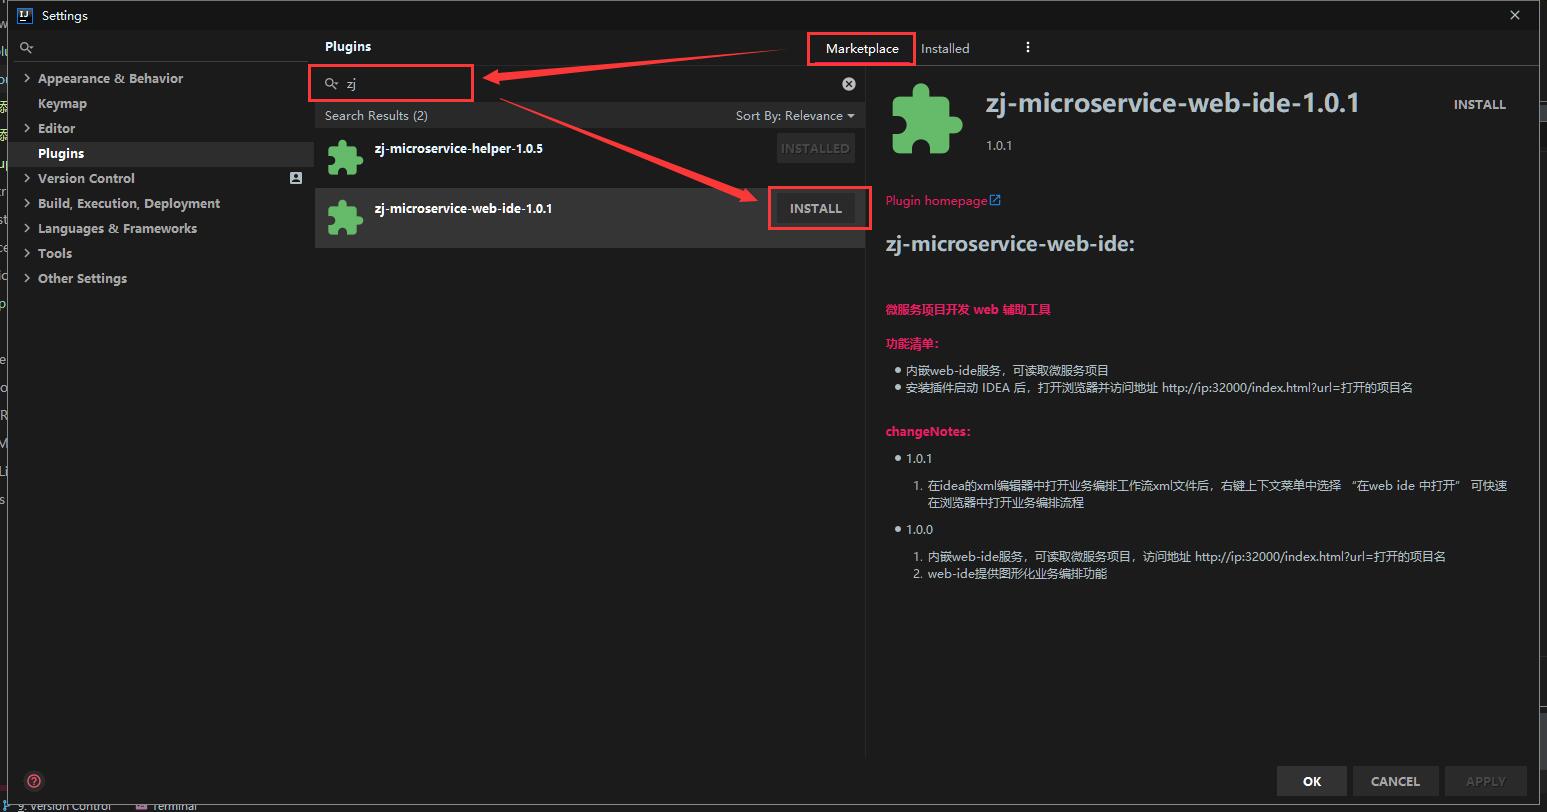 Settings
Plugins
Marketplace
Installed
Appearance & Behavior
Keymap
Editor
Plugins
Version Control
Build, Execution, Deployment
Languages & Frameworks
Tools
Other Settings
zj
Search Results (2)
Sort By: Relevance
zj-microservice-helper-1.0.5
INSTALLED
zj-microservice-web-ide-1.0.1
INSTALL
zj-microservice-web-ide-1.0.1
INSTALL
1.0.1
Plugin homepage
zj-microservice-web-ide:
微服务项目开发 web 辅助工具
功能清单：
内嵌web-ide服务，可读取微服务项目
安装插件启动 IDEA 后，打开浏览器并访问地址 http://ip:32000/index.html?url=打开的项目名
changeNotes：
1.0.1
1. 在idea的xml编辑器中打开业务编排工作流xml文件后，右键上下文菜单中选择 “在web ide 中打开” 可快速
在浏览器中打开业务编排流程
1.0.0
1. 内嵌web-ide服务，可读取微服务项目，访问地址 http://ip:32000/index.html?url=打开的项目名
2. web-ide提供图形化业务编排功能
OK
CANCEL
APPLY
9: Version Control
Terminal